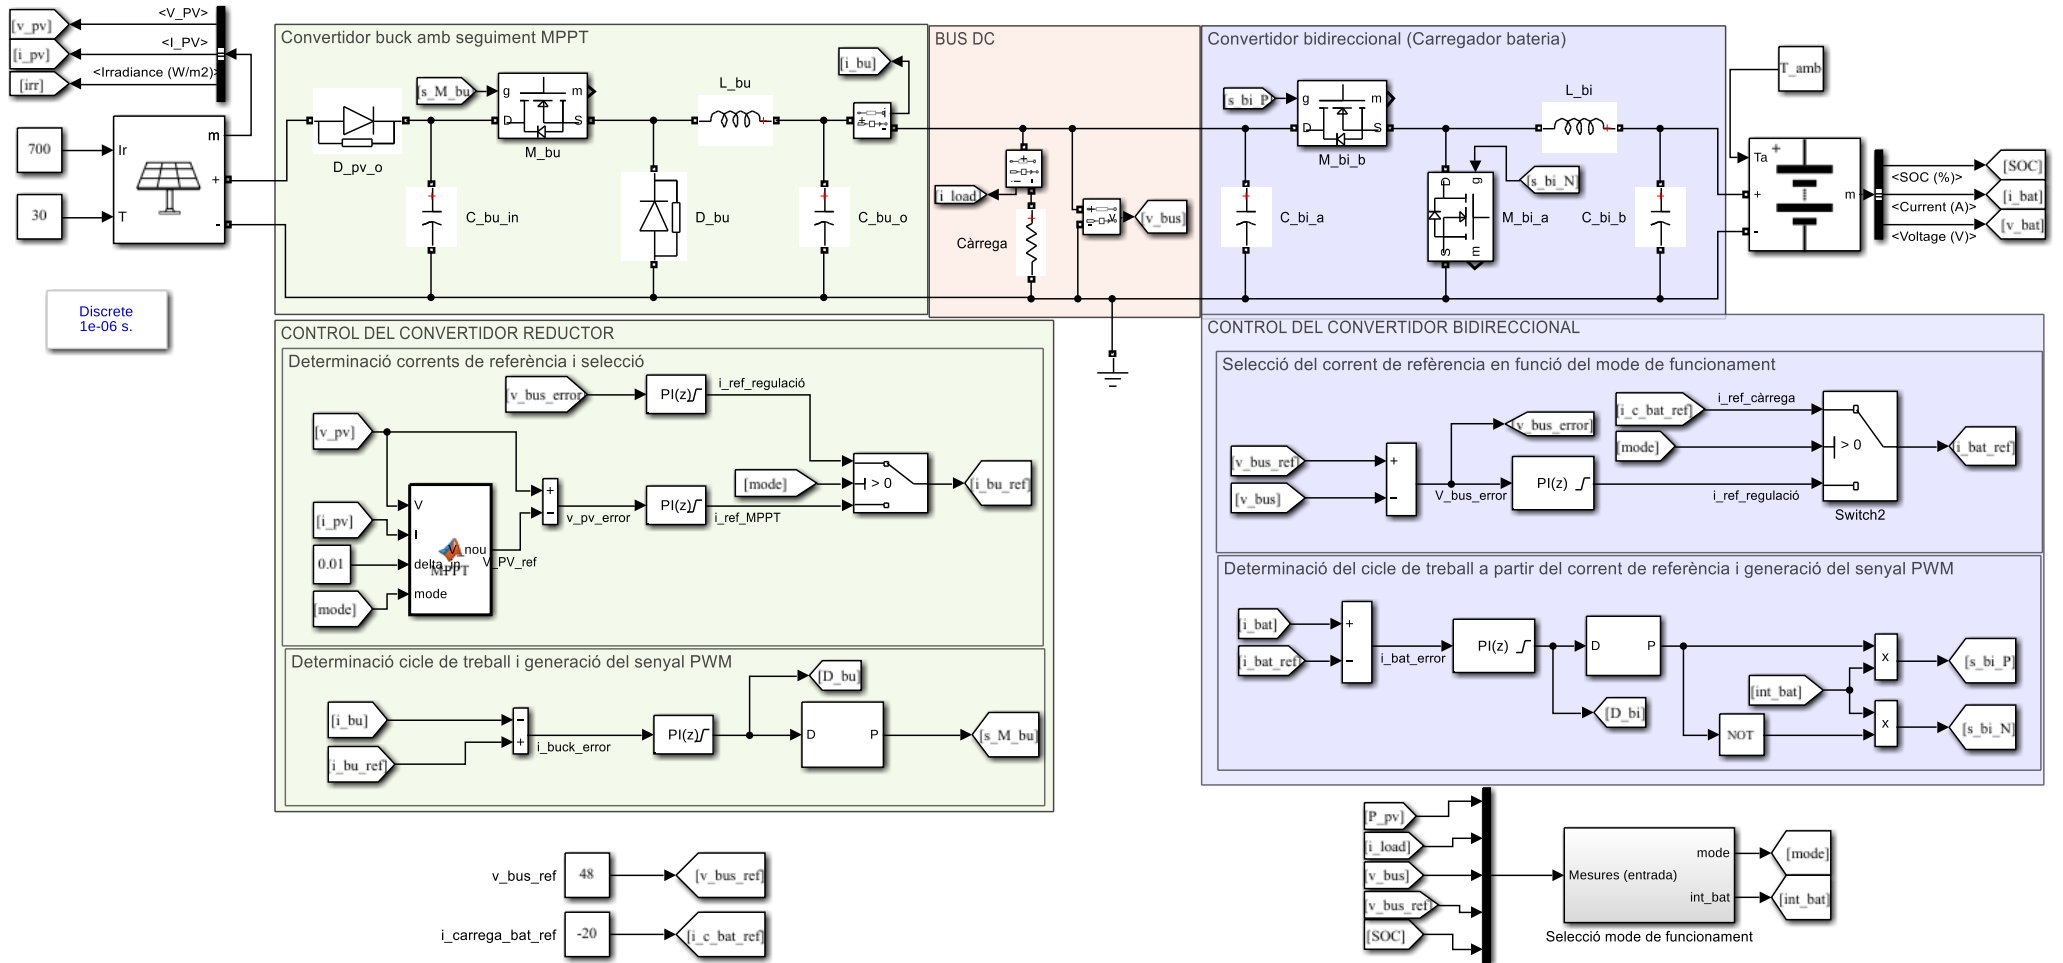 <V_PV>
[v_pv]
<I_PV>
[i_pv]
<Irradiance (W/m2)>
[irr]
700
30
Ir
T
m
+
-
Discrete
1e-06 s.
Convertidor buck amb seguiment MPPT
D_pv_o
C_bu_in
[s_M_bu]
g
m
D
S
M_bu
D_bu
L_bu
C_bu_o
[i_bu]
BUS DC
[i_load]
Càrrega
[v_bus]
Convertidor bidireccional (Carregador bateria)
C_bi_a
[s_bi_P]
g
m
D
S
M_bi_b
[s_bi_N]
D
g
S
m
M_bi_a
L_bi
C_bi_b
T_amb
Ta
+
+
-
m
<SOC (%)>
[SOC]
<Current (A)>
[i_bat]
<Voltage (V)>
[v_bat]
CONTROL DEL CONVERTIDOR REDUCTOR
Determinació corrents de referència i selecció
[v_bus_error]
PI(z)
i_ref_regulació
[v_pv]
[i_pv]
0.01
[mode]
V
I
delta_in
mode
V_nou
MPPT
V_PV_ref
+
-
v_pv_error
PI(z)
i_ref_MPPT
[mode]
> 0
[i_bu_ref]
Determinació cicle de treball i generació del senyal PWM
[i_bu]
[i_bu_ref]
-
+
i_buck_error
PI(z)
[D_bu]
D
P
[s_M_bu]
CONTROL DEL CONVERTIDOR BIDIRECCIONAL
Selecció del corrent de refèrencia en funció del mode de funcionament
[v_bus_ref]
[v_bus]
+
-
V_bus_error
[v_bus_error]
PI(z)
i_ref_regulació
[i_c_bat_ref]
i_ref_càrrega
[mode]
> 0
Switch2
[i_bat_ref]
Determinació del cicle de treball a partir del corrent de referència i generació del senyal PWM
[i_bat]
[i_bat_ref]
+
-
i_bat_error
PI(z)
[D_bi]
D
P
[int_bat]
NOT
x
x
[s_bi_P]
[s_bi_N]
v_bus_ref
48
[v_bus_ref]
i_carrega_bat_ref
-20
[i_c_bat_ref]
[P_pv]
[i_load]
[v_bus]
[v_bus_ref]
[SOC]
Mesures (entrada)
mode
int_bat
Selecció mode de funcionament
[mode]
[int_bat]